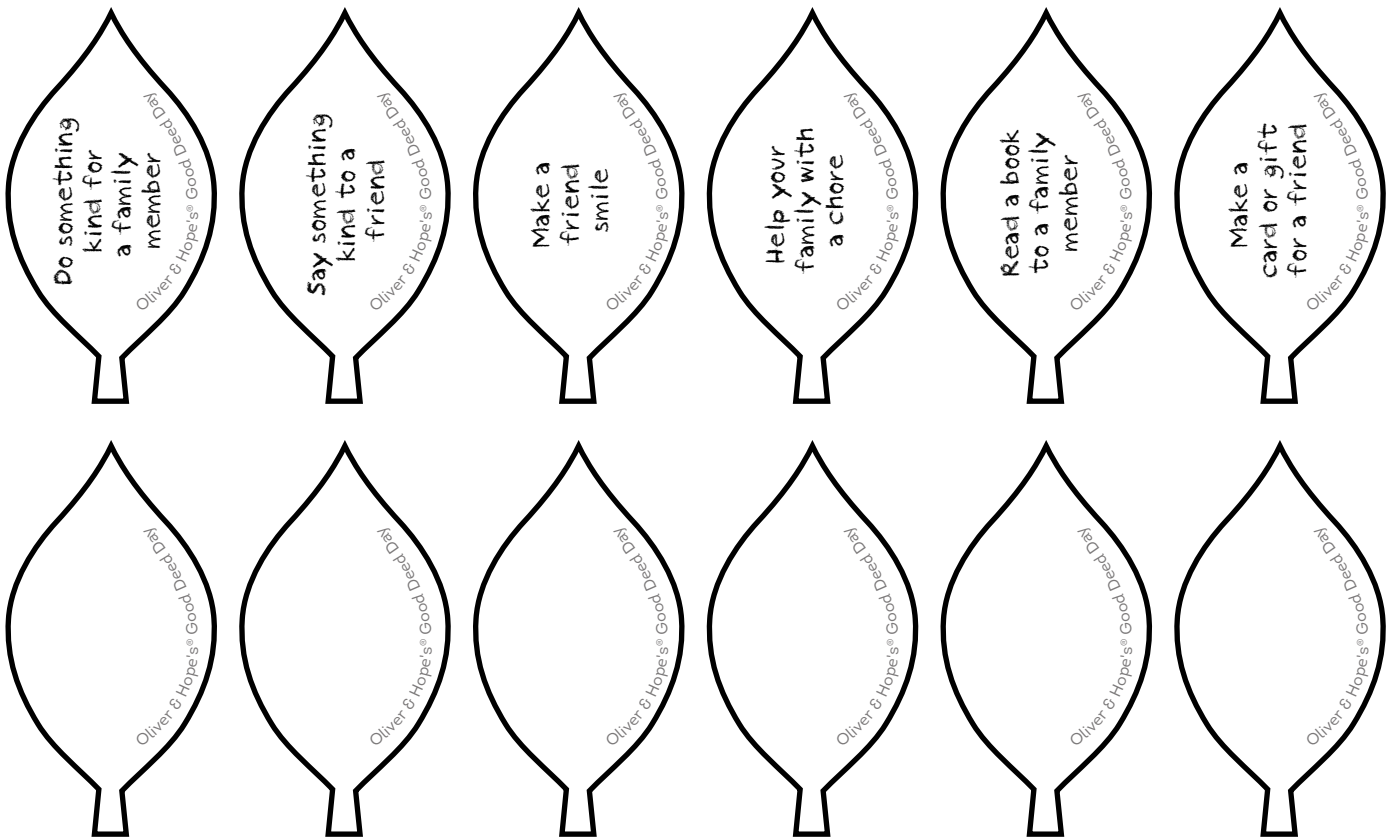 Do something
kind for
a family
member
Oliver & Hope's® Good Deed Day
Say something
kind to a
friend
Oliver & Hope's® Good Deed Day
Make a
friend
smile
Oliver & Hope's® Good Deed Day
Help your
family with
a chore
Oliver & Hope's® Good Deed Day
Read a book
to a family
member
Oliver & Hope's® Good Deed Day
Make a
card or gift
for a friend
Oliver & Hope's® Good Deed Day
Oliver & Hope's® Good Deed Day
Oliver & Hope's® Good Deed Day
Oliver & Hope's® Good Deed Day
Oliver & Hope's® Good Deed Day
Oliver & Hope's® Good Deed Day
Oliver & Hope's® Good Deed Day